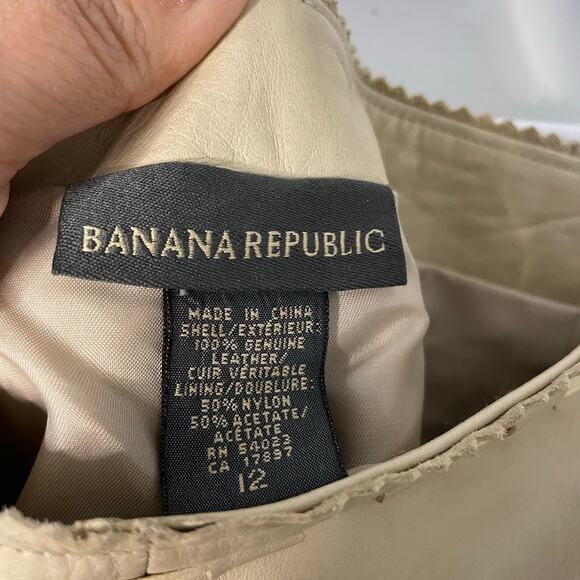 BANANA REPUBLIC
MADE IN CHINA
SHELL/EXTÉRIEUR:
100% GENUINE
LEATHER/
CUIR VÉRITABLE
LINING/DOUBLURE:
50% NYLON
50% ACETATE/
ACÉTATE
RN 54023
CA 17897
12